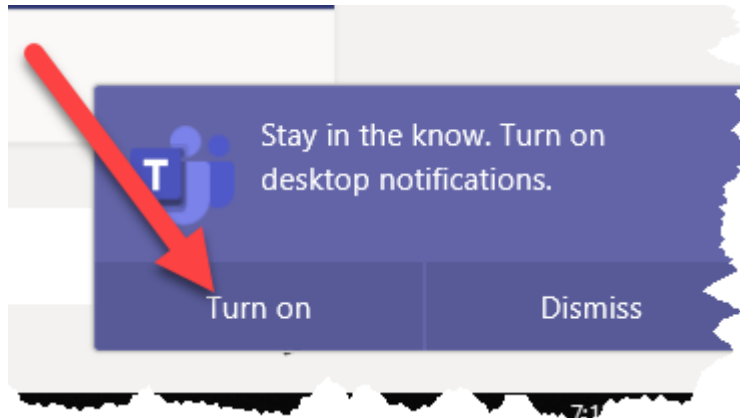 Stay in the know. Turn on
desktop notifications.
T
Turn on
Dismiss